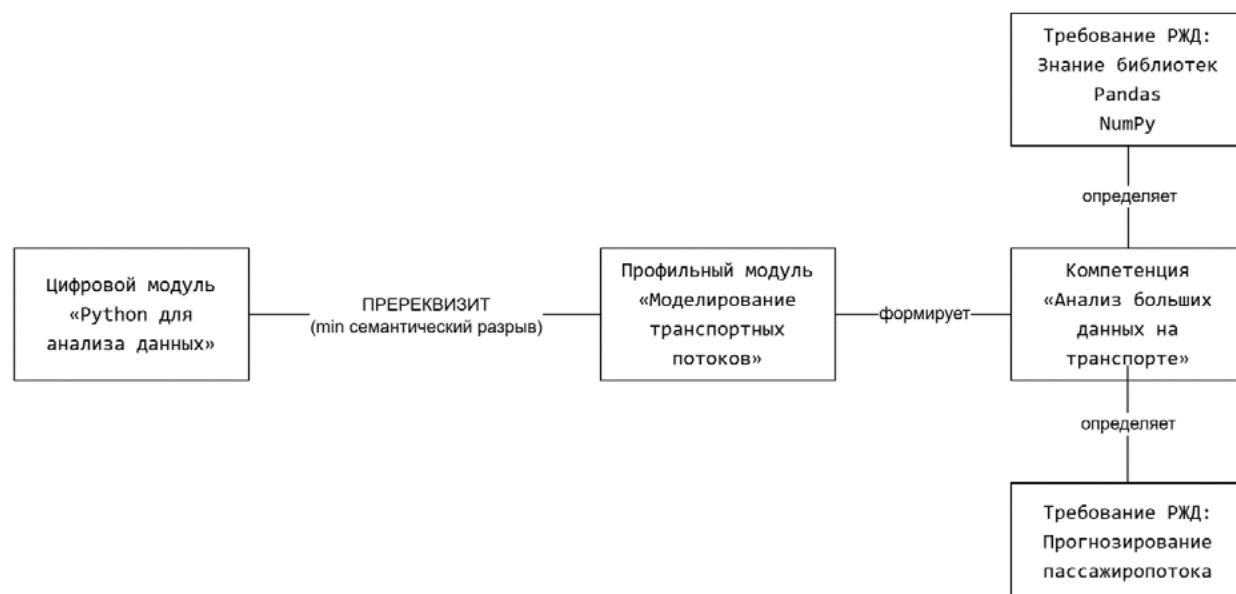 Требование РЖД:
Знание библиотек
Pandas
NumPy
определяет
Цифровой модуль
«Python для
анализа данных»
ПРЕРЕКВИЗИТ
(min семантический разрыв)
Профильный модуль
«Моделирование
транспортных
потоков»
формирует
Компетенция
«Анализ больших
данных на
транспорте»
определяет
Требование РЖД:
Прогнозирование
пассажиропотока